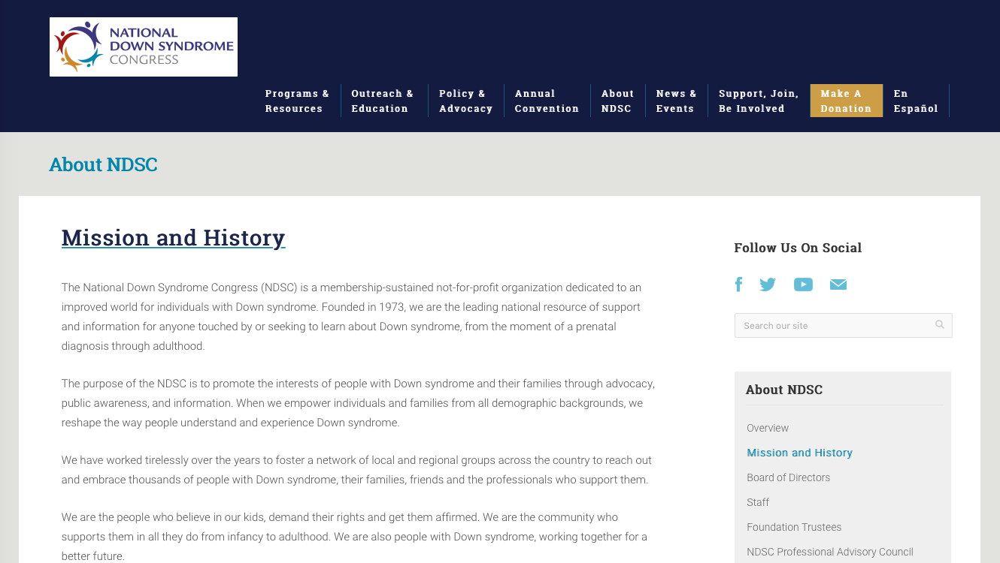 NATIONAL
DOWN SYNDROME
CONGRESS
Programs &
Resources
Outreach &
Education
Policy &
Advocacy
Annual
Convention
About
NDSC
News &
Events
Support, Join,
Be Involved
Make A
Donation
En
Español
About NDSC
Mission and History
The National Down Syndrome Congress (NDSC) is a membership-sustained not-for-profit organization dedicated to an
improved world for individuals with Down syndrome. Founded in 1973, we are the leading national resource of support
and information for anyone touched by or seeking to learn about Down syndrome, from the moment of a prenatal
diagnosis through adulthood.
The purpose of the NDSC is to promote the interests of people with Down syndrome and their families through advocacy,
public awareness, and information. When we empower individuals and families from all demographic backgrounds, we
reshape the way people understand and experience Down syndrome.
We have worked tirelessly over the years to foster a network of local and regional groups across the country to reach out
and embrace thousands of people with Down syndrome, their families, friends and the professionals who support them.
We are the people who believe in our kids, demand their rights and get them affirmed. We are the community who
supports them in all they do from infancy to adulthood. We are also people with Down syndrome, working together for a
better future.
Follow Us On Social
Search our site
About NDSC
Overview
Mission and History
Board of Directors
Staff
Foundation Trustees
NDSC Professional Advisory Council